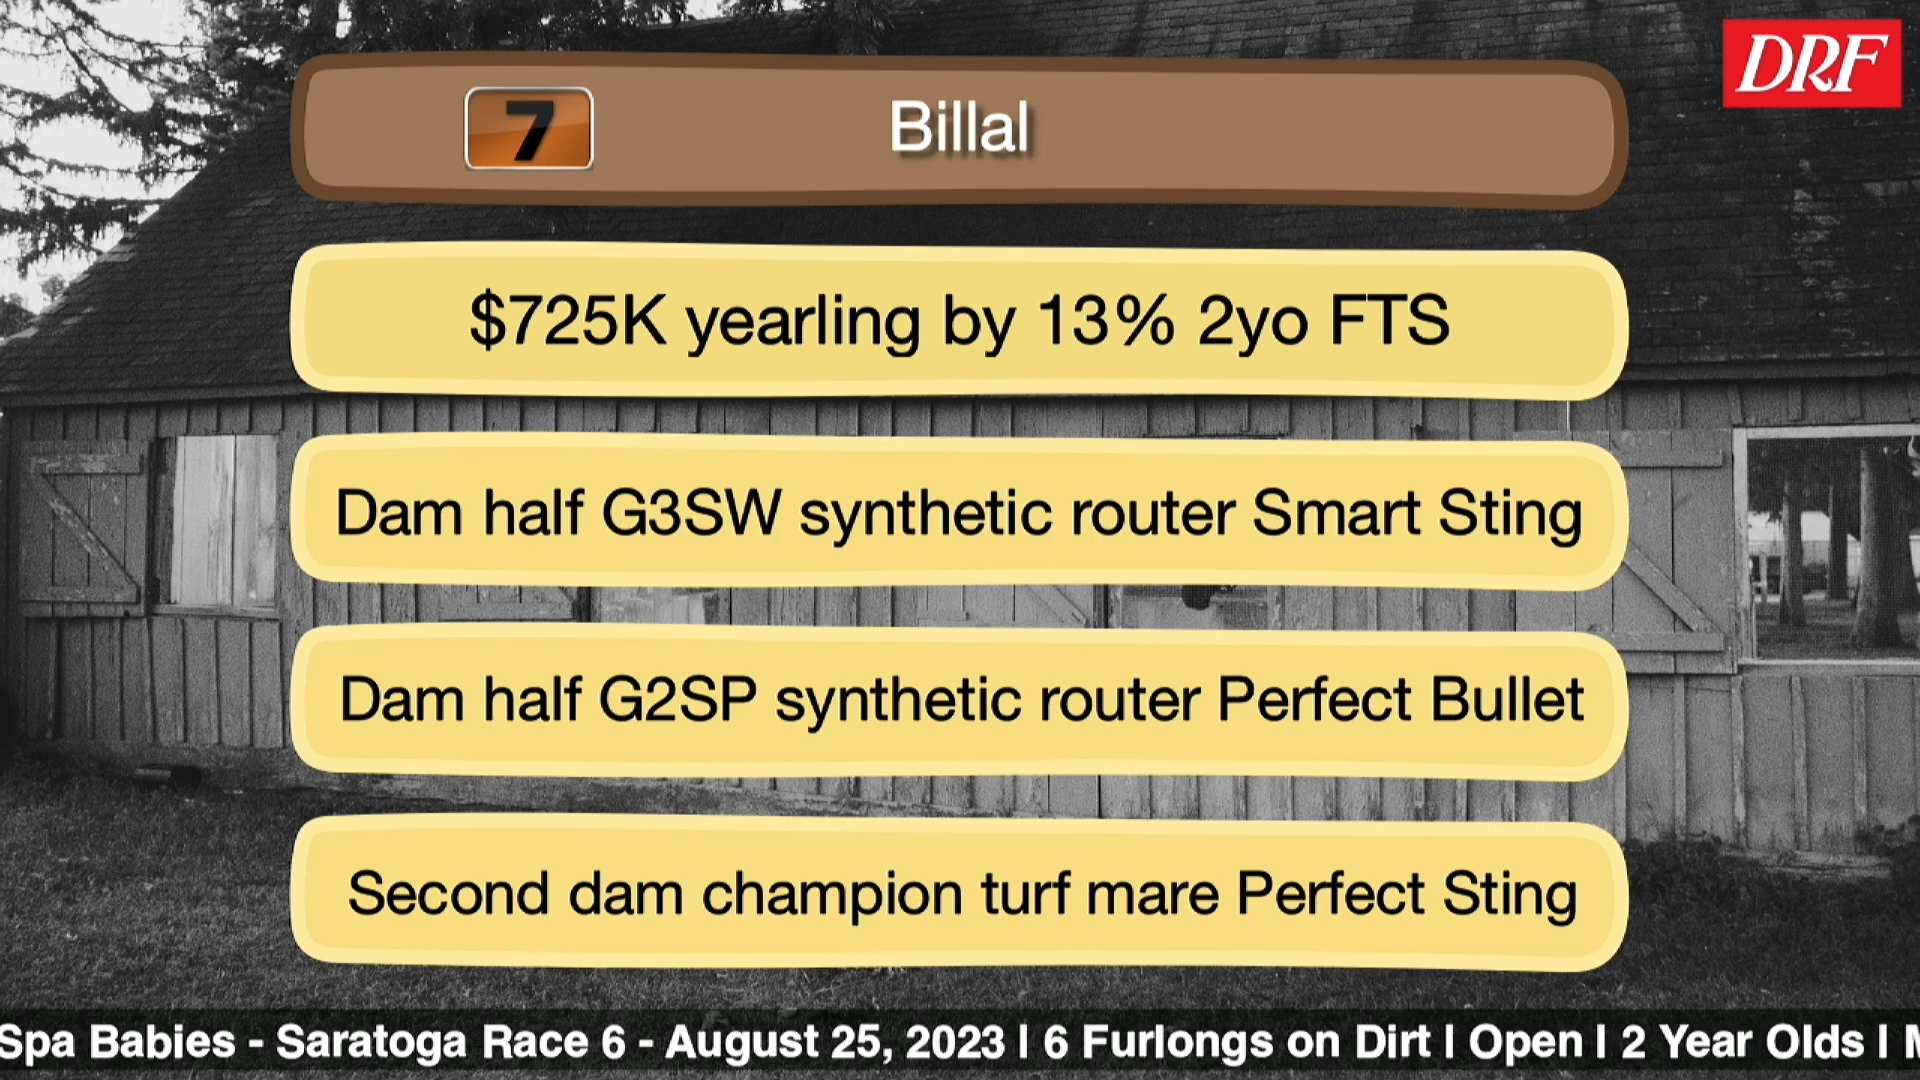 DRF
7 Billal
$725K yearling by 13% 2yo FTS
Dam half G3SW synthetic router Smart Sting
Dam half G2SP synthetic router Perfect Bullet
Second dam champion turf mare Perfect Sting
Spa Babies - Saratoga Race 6 - August 25, 2023 | 6 Furlongs on Dirt | Open | 2 Year Olds |